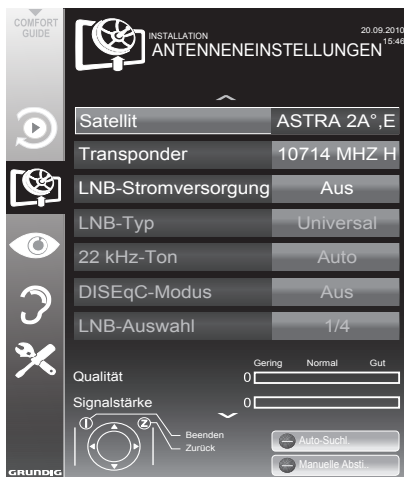 COMFORT
GUIDE
INSTALLATION
ANTENNENEINSTELLUNGEN
20.09.2010
15:46
Satellit ASTRA 2A°,E
Transponder 10714 MHZ H
LNB-Stromversorgung Aus
LNB-Typ Universal
22 kHz-Ton Auto
DISEqC-Modus Aus
LNB-Auswahl 1/4
Gering Normal Gut
Qualität 0
Signalstärke 0
Beenden
Zurück
Auto-Suchl.
Manuelle Absti..
GRUNDIG